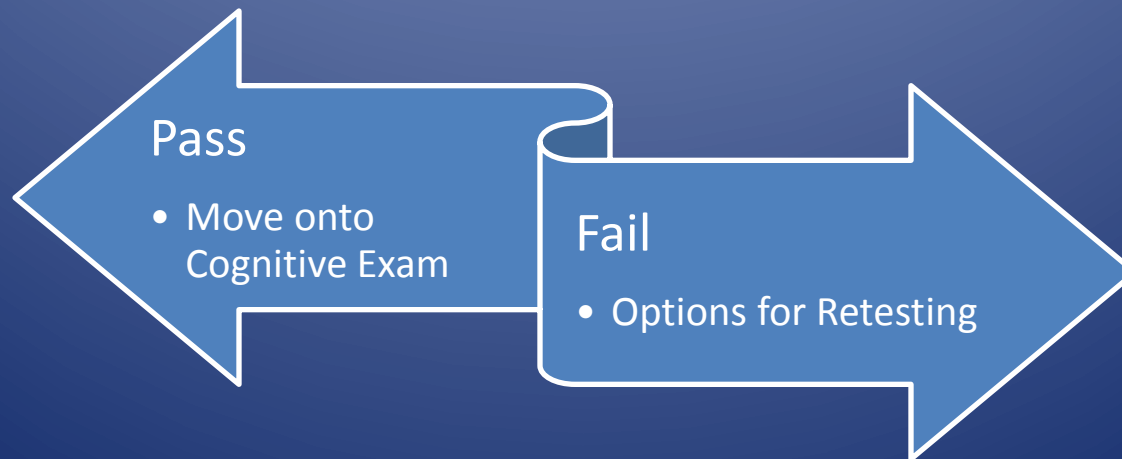 Pass
• Move onto
Cognitive Exam
Fail
• Options for Retesting